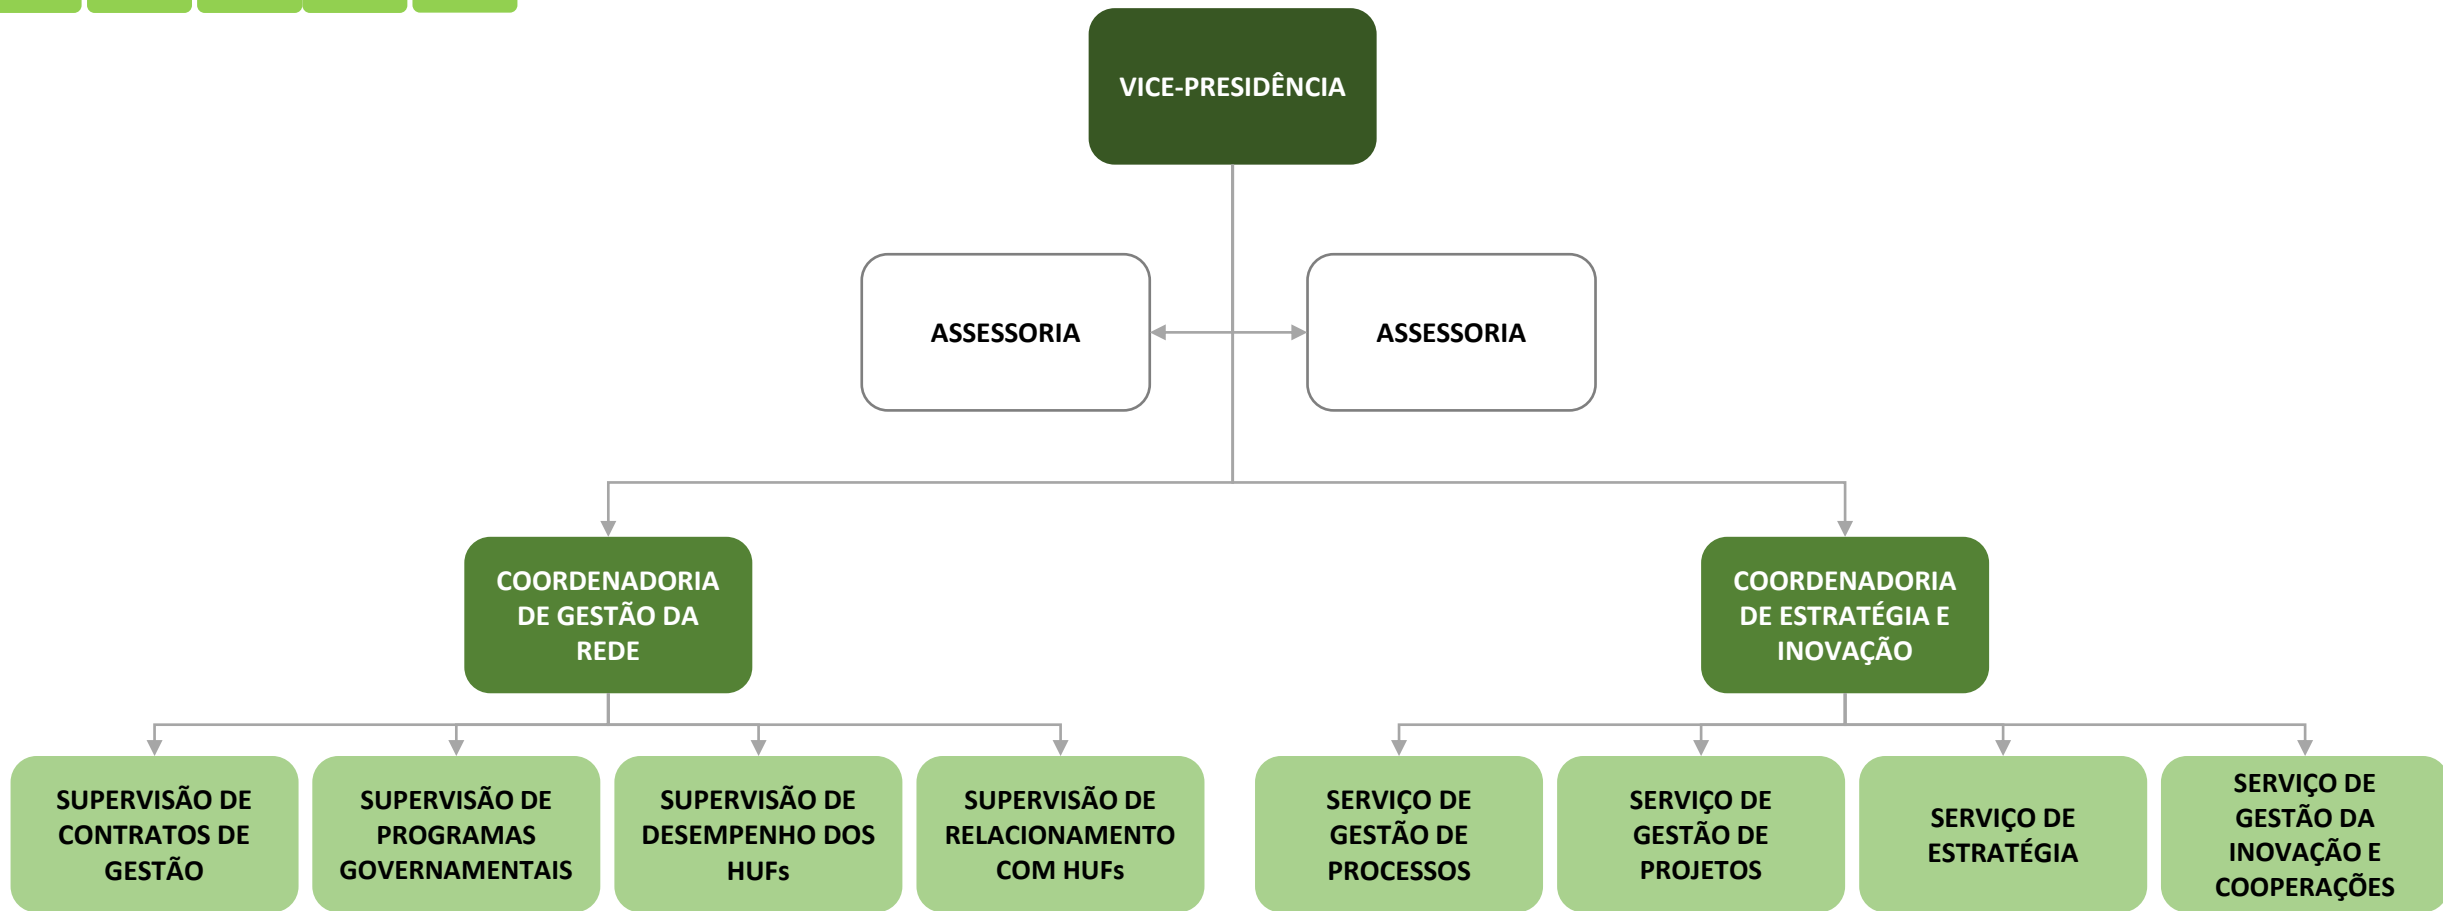 VICE-PRESIDÊNCIA
ASSESSORIA
ASSESSORIA
COORDENADORIA
DE GESTÃO DA
REDE
COORDENADORIA
DE ESTRATÉGIA E
INOVAÇÃO
SUPERVISÃO DE
CONTRATOS DE
GESTÃO
SUPERVISÃO DE
PROGRAMAS
GOVERNAMENTAIS
SUPERVISÃO DE
DESEMPENHO DOS
HUFs
SUPERVISÃO DE
RELACIONAMENTO
COM HUFs
SERVIÇO DE
GESTÃO DE
PROCESSOS
SERVIÇO DE
GESTÃO DE
PROJETOS
SERVIÇO DE
ESTRATÉGIA
SERVIÇO DE
GESTÃO DA
INOVAÇÃO E
COOPERAÇÕES